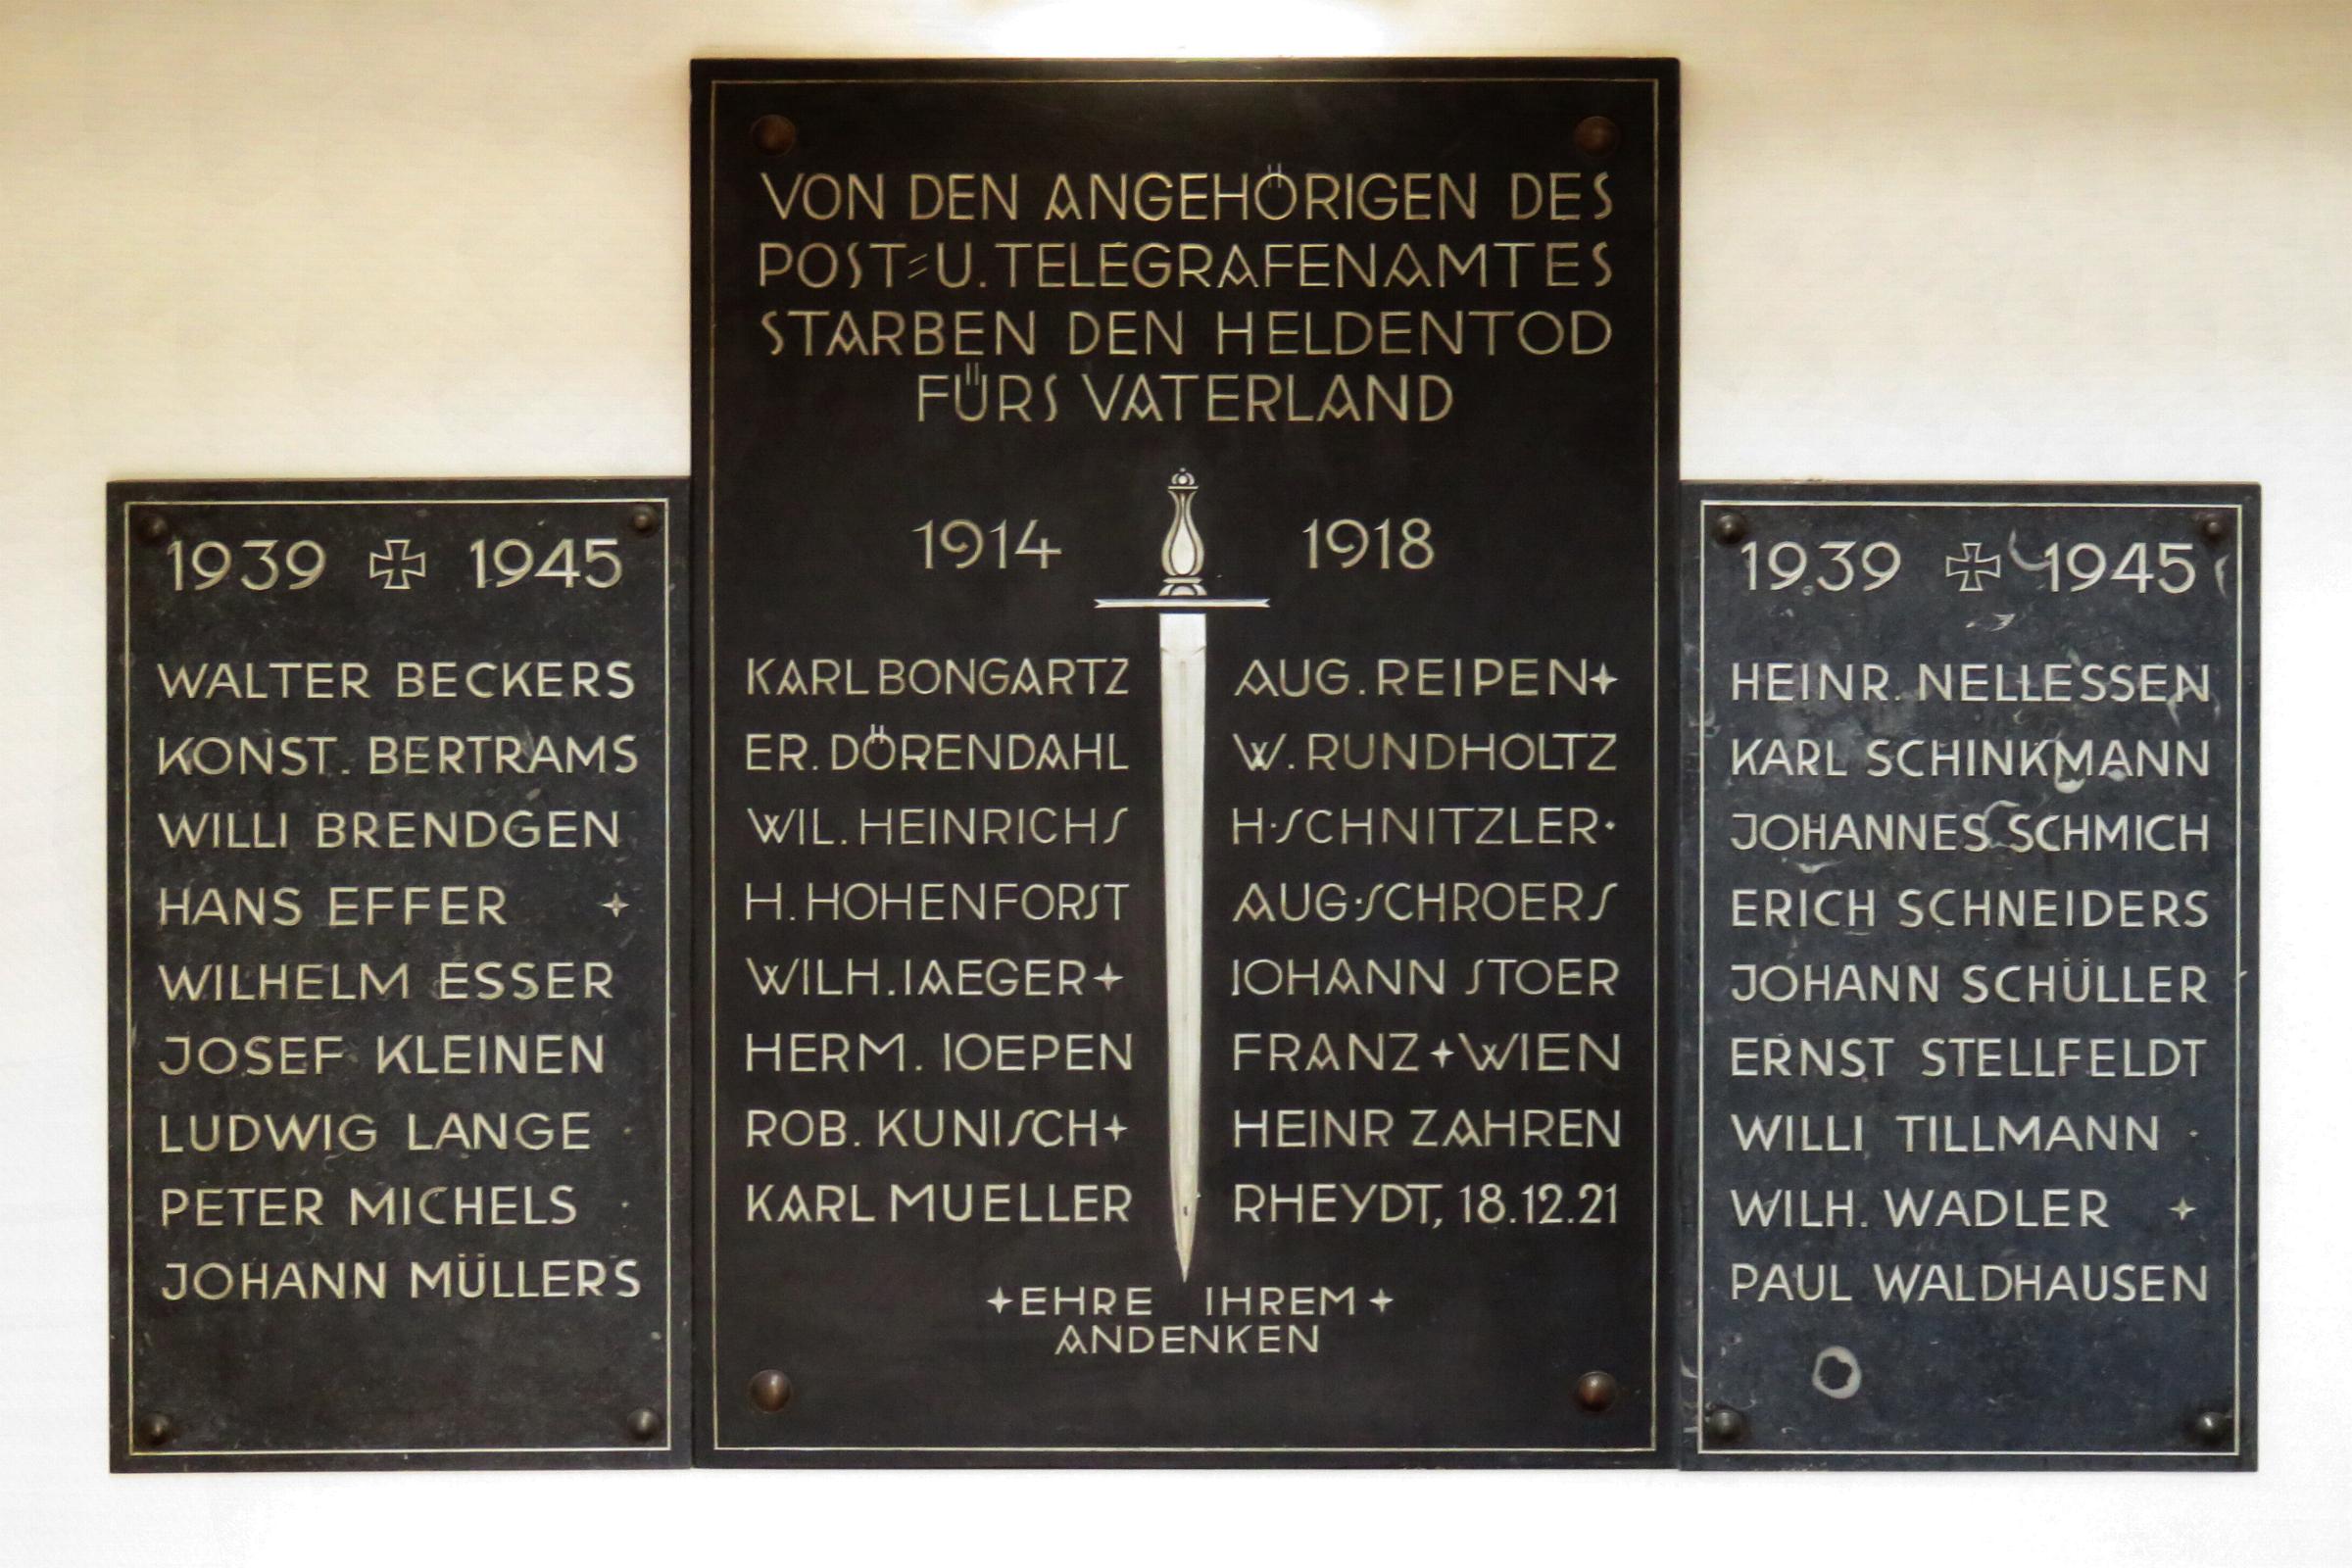 1939 1945
WALTER BECKERS
KONST. BERTRAMS
WILLI BRENDGEN
HANS EFFER
WILHELM ESSER
JOSEF KLEINEN
LUDWIG LANGE
PETER MICHELS
JOHANN MÜLLERS
VON DEN ANGEHÖRIGEN DES
POST=U. TELEGRAFENAMTES
STARBEN DEN HELDENTOD
FÜRS VATERLAND
1914 1918
KARL BONGARTZ
ER. DÖRENDAHL
WIL. HEINRICHS
H. HOHENFORST
WILH. IAEGER
HERM. IOEPEN
ROB. KUNISCH
KARL MUELLER
AUG. REIPEN
W. RUNDHOLTZ
H·SCHNITZLER·
AUG·SCHROERS
IOHANN STOER
FRANZ WIEN
HEINR ZAHREN
RHEYDT, 18.12.21
EHRE IHREM
ANDENKEN
1939 1945
HEINR. NELLESSEN
KARL SCHINKMANN
JOHANNES SCHMICH
ERICH SCHNEIDERS
JOHANN SCHÜLLER
ERNST STELLFELDT
WILLI TILLMANN
WILH. WADLER
PAUL WALDHAUSEN